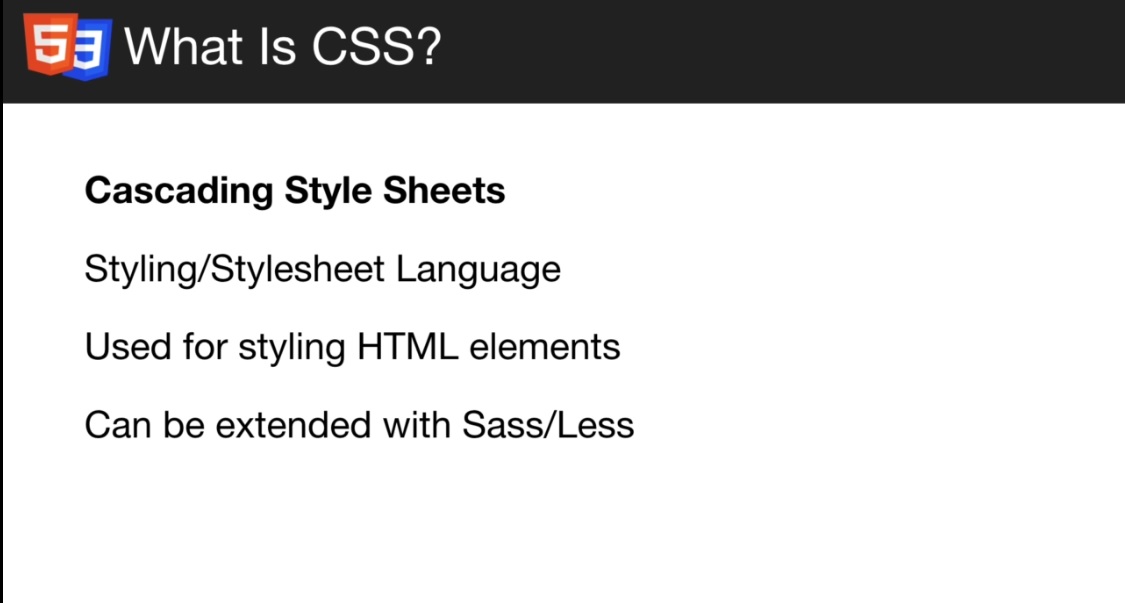 53 What Is CSS?
Cascading Style Sheets
Styling/Stylesheet Language
Used for styling HTML elements
Can be extended with Sass/Less